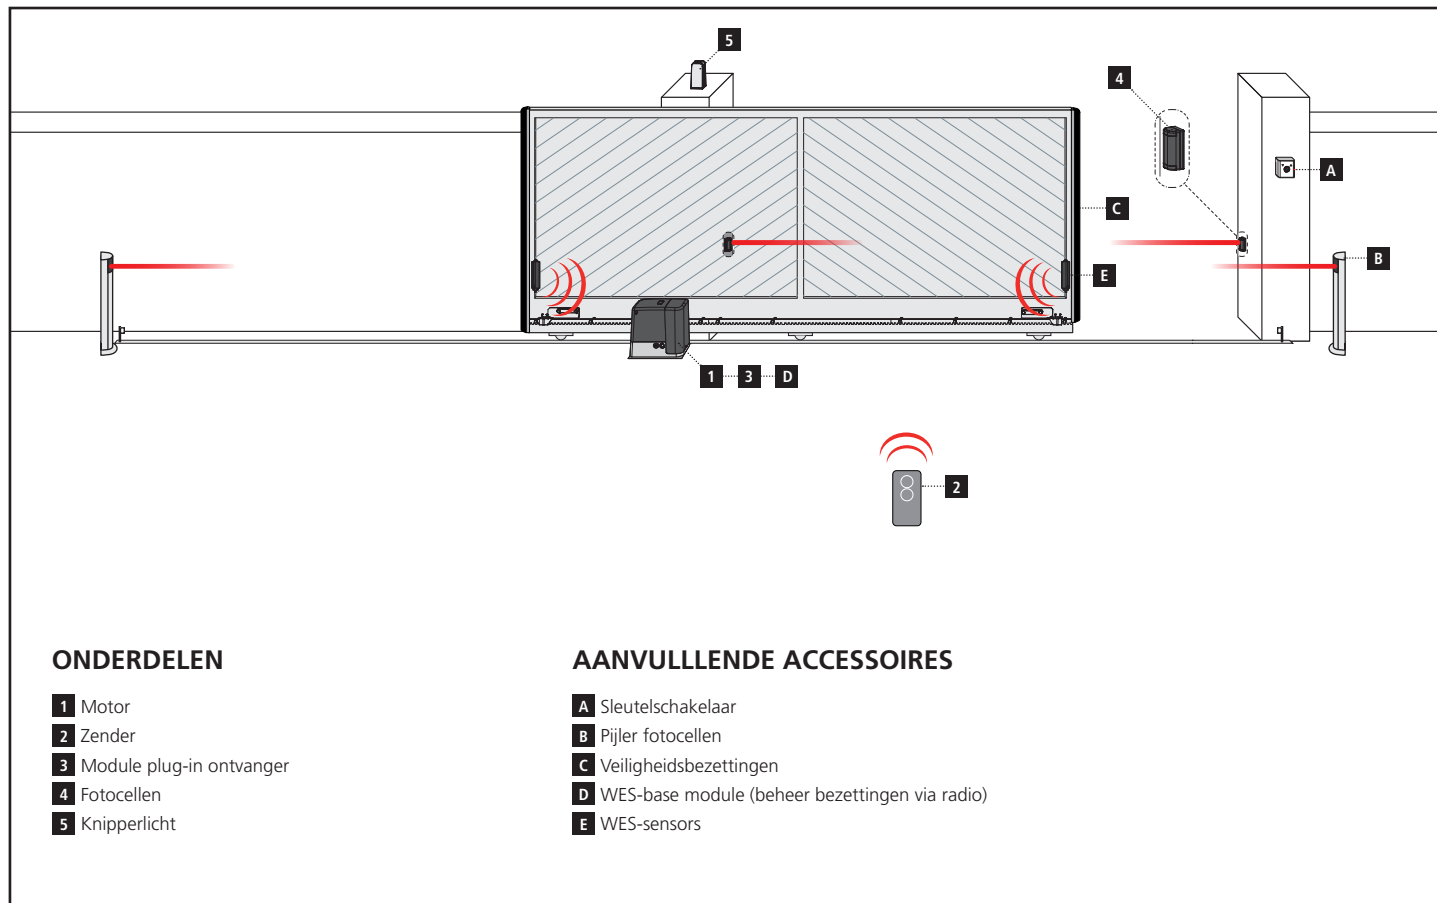 5
4
A
C
B
E
1 3 D
2
ONDERDELEN
1 Motor
2 Zender
3 Module plug-in ontvanger
4 Fotocellen
5 Knipperlicht
AANVULLLENDE ACCESSOIRES
A Sleutelschakelaar
B Pijler fotocellen
C Veiligheidsbezettingen
D WES-base module (beheer bezettingen via radio)
E WES-sensors